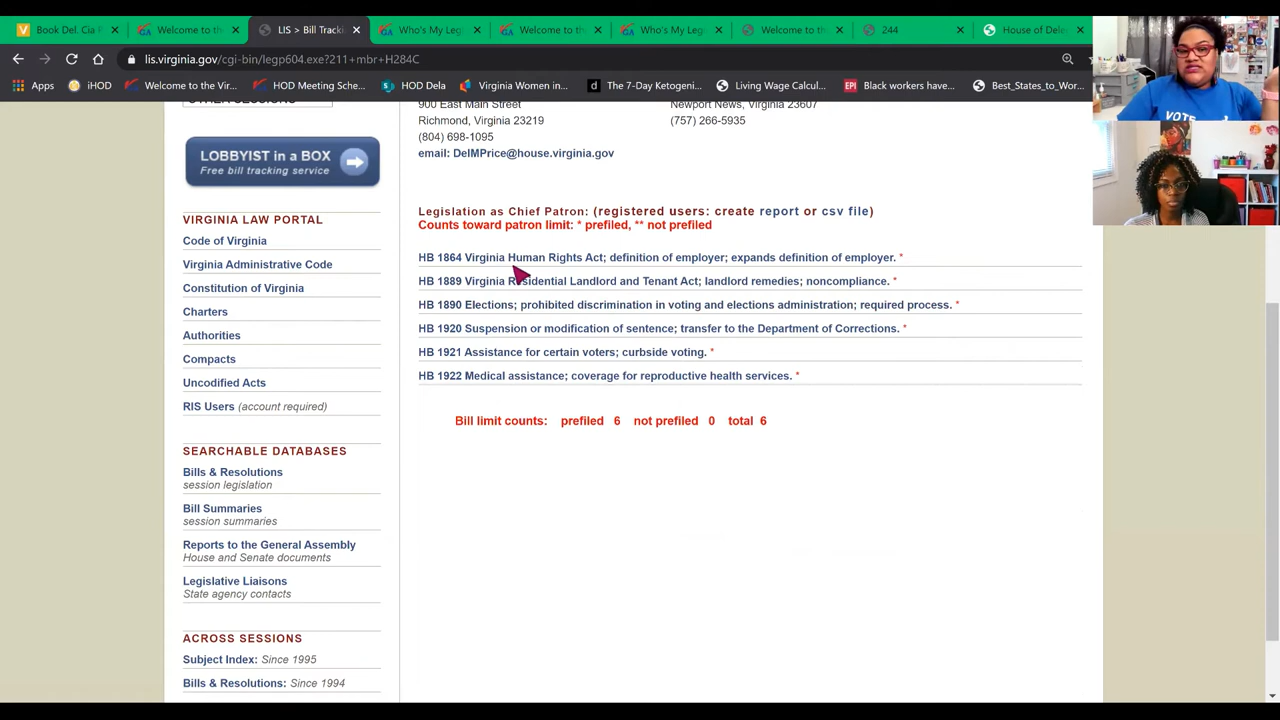 Book Del. Cia
Welcome to the
LIS > Bill Tracki
Who's My Leg
Welcome to the
Who's My Leg
Welcome to the
244
House of Dele
lis.virginia.gov/cgi-bin/legp604.exe?211+mbr+H284C
Apps
iHOD
Welcome to the Vir...
HOD Meeting Sche...
HOD Dela
Virginia Women in...
The 7-Day Ketogeni...
Living Wage Calcul...
Black workers have...
Best_States_to_Wo
VOTE
OTHER SESSIONS
900 East Main Street
Richmond, Virginia 23219
(804) 698-1095
email: DelMPrice@house.virginia.gov
Newport News, Virginia 23607
(757) 266-5935
LOBBYIST in a BOX
Free bill tracking service
VIRGINIA LAW PORTAL
Code of Virginia
Virginia Administrative Code
Constitution of Virginia
Charters
Authorities
Compacts
Uncodified Acts
RIS Users (account required)
SEARCHABLE DATABASES
Bills & Resolutions
session legislation
Bill Summaries
session summaries
Reports to the General Assembly
House and Senate documents
Legislative Liaisons
State agency contacts
ACROSS SESSIONS
Subject Index: Since 1995
Bills & Resolutions: Since 1994
Legislation as Chief Patron: (registered users: create report or csv file)
Counts toward patron limit: * prefiled, ** not prefiled
HB 1864 Virginia Human Rights Act; definition of employer; expands definition of employer. *
HB 1889 Virginia Residential Landlord and Tenant Act; landlord remedies; noncompliance. *
HB 1890 Elections; prohibited discrimination in voting and elections administration; required process. *
HB 1920 Suspension or modification of sentence; transfer to the Department of Corrections. *
HB 1921 Assistance for certain voters; curbside voting. *
HB 1922 Medical assistance; coverage for reproductive health services. *
Bill limit counts: prefiled 6 not prefiled 0 total 6